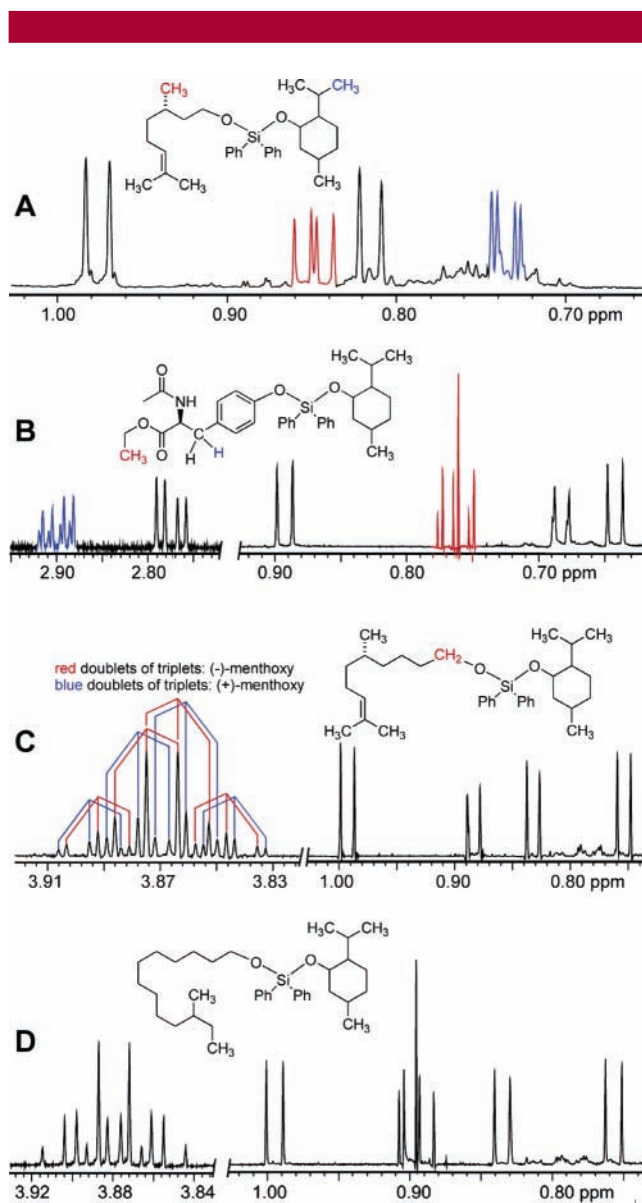 CH3
H3C
CH3
O
O
Si
Ph
Ph
H3C
CH3
CH3
A
1.00
0.90
0.80
0.70 ppm
O
NH
O
O
CH3
H
H
O
O
Si
Ph
Ph
H3C
CH3
CH3
B
2.90
2.80
0.90
0.80
0.70 ppm
red doublets of triplets: (-)-menthoxy
blue doublets of triplets: (+)-menthoxy
CH3
CH2
O
O
Si
Ph
Ph
H3C
CH3
H3C
CH3
CH3
C
3.91
3.87
3.83
1.00
0.90
0.80 ppm
O
O
Si
Ph
Ph
CH3
CH3
H3C
CH3
CH3
D
3.92
3.88
3.84
1.00
0.90
0.80 ppm